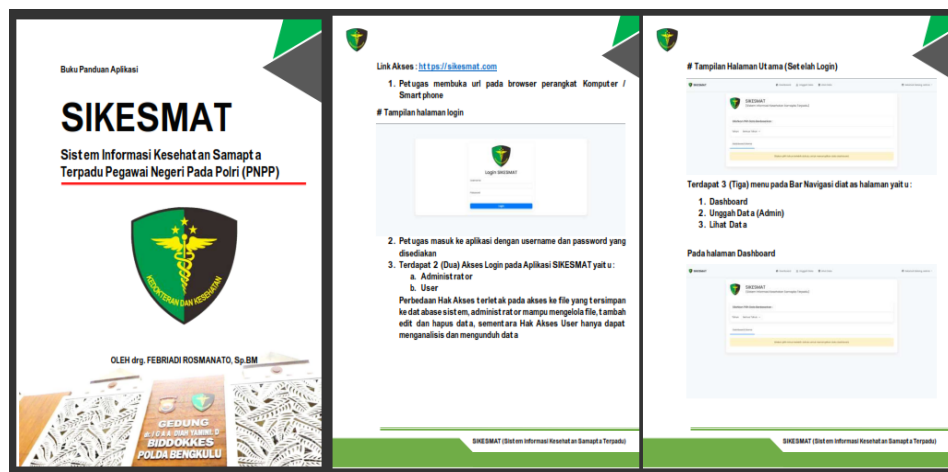 Buku Panduan Aplikasi
SIKESMAT
Sistem Informasi Kesehatan Samapta
Terpadu Pegawai Negeri Pada Polri (PNPP)
KEDOKTERAN DAN KESEHATAN
OLEH drg. FEBRIADI ROSMANATO, Sp.BM
GEDUNG
BIDDOKKES
POLDA BENGKULU
Link Akses : https://sikesmat.com
1. Petugas membuka url pada browser perangkat Komputer /
Smartphone
# Tampilan halaman login
Login SIKESMAT
2. Petugas masuk ke aplikasi dengan username dan password yang
disediakan
3. Terdapat 2 (Dua) Akses Login pada Aplikasi SIKESMAT yaitu :
a. Administrator
b. User
Perbedaan Hak Akses terletak pada akses ke file yang tersimpan
ke database sistem, administrator mampu mengelola file, tambah
edit dan hapus data, sementara Hak Akses User hanya dapat
menganalisis dan mengunduh data
SIKESMAT (Sistem Informasi Kesehatan Samapta Terpadu)
# Tampilan Halaman Utama (Setelah Login)
SIKESMAT
Terdapat 3 (Tiga) menu pada Bar Navigasi diatas halaman yaitu :
1. Dashboard
2. Unggah Data (Admin)
3. Lihat Data
Pada halaman Dashboard
SIKESMAT
SIKESMAT (Sistem Informasi Kesehatan Samapta Terpadu)